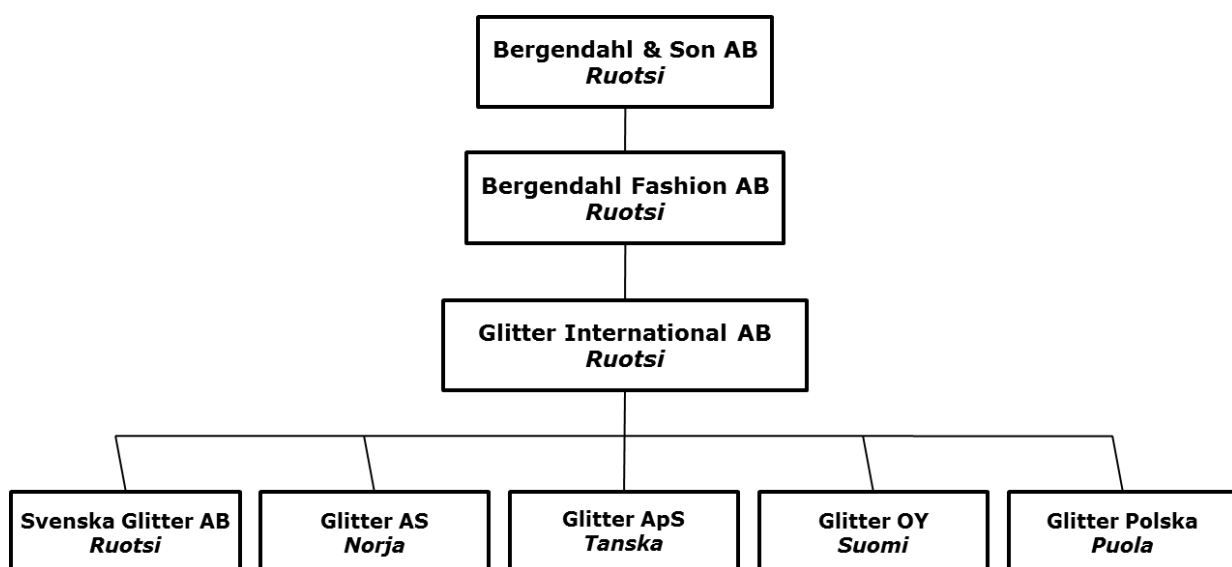 Bergendahl & Son AB
Ruotsi
Bergendahl Fashion AB
Ruotsi
Glitter International AB
Ruotsi
Svenska Glitter AB
Ruotsi
Glitter AS
Norja
Glitter ApS
Tanska
Glitter OY
Suomi
Glitter Polska
Puola